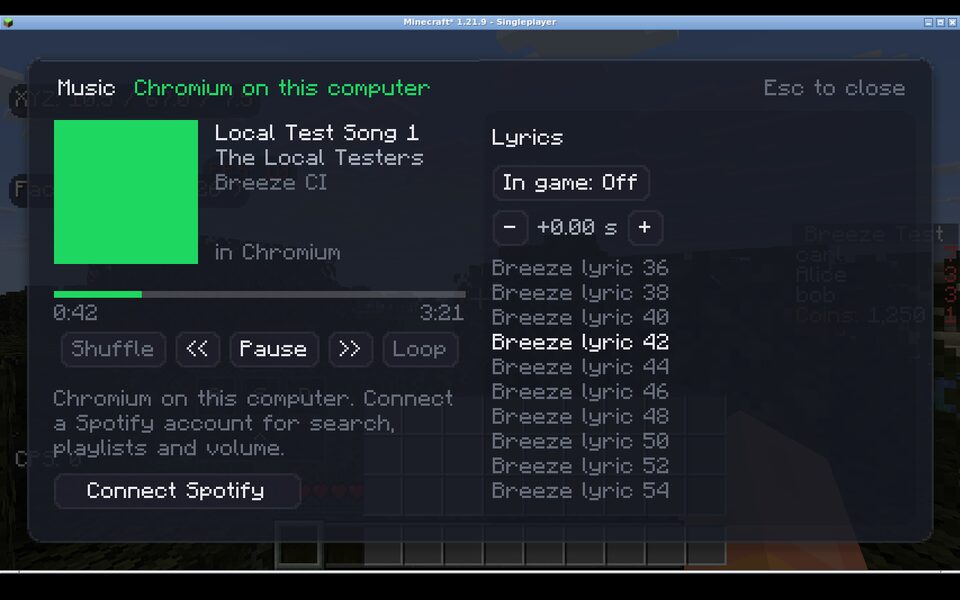 Minecraft* 1.21.9 - Singleplayer
Music Chromium on this computer
Esc to close
Local Test Song 1
The Local Testers
Breeze CI
in Chromium
0:42 3:21
Shuffle << Pause >> Loop
Chromium on this computer. Connect
a Spotify account for search,
playlists and volume.
Connect Spotify
Lyrics
In game: Off
- +0.00 s +
Breeze lyric 36
Breeze lyric 38
Breeze lyric 40
Breeze lyric 42
Breeze lyric 44
Breeze lyric 46
Breeze lyric 48
Breeze lyric 50
Breeze lyric 52
Breeze lyric 54
Breeze Test
Alice
bob
Coins: 1,250